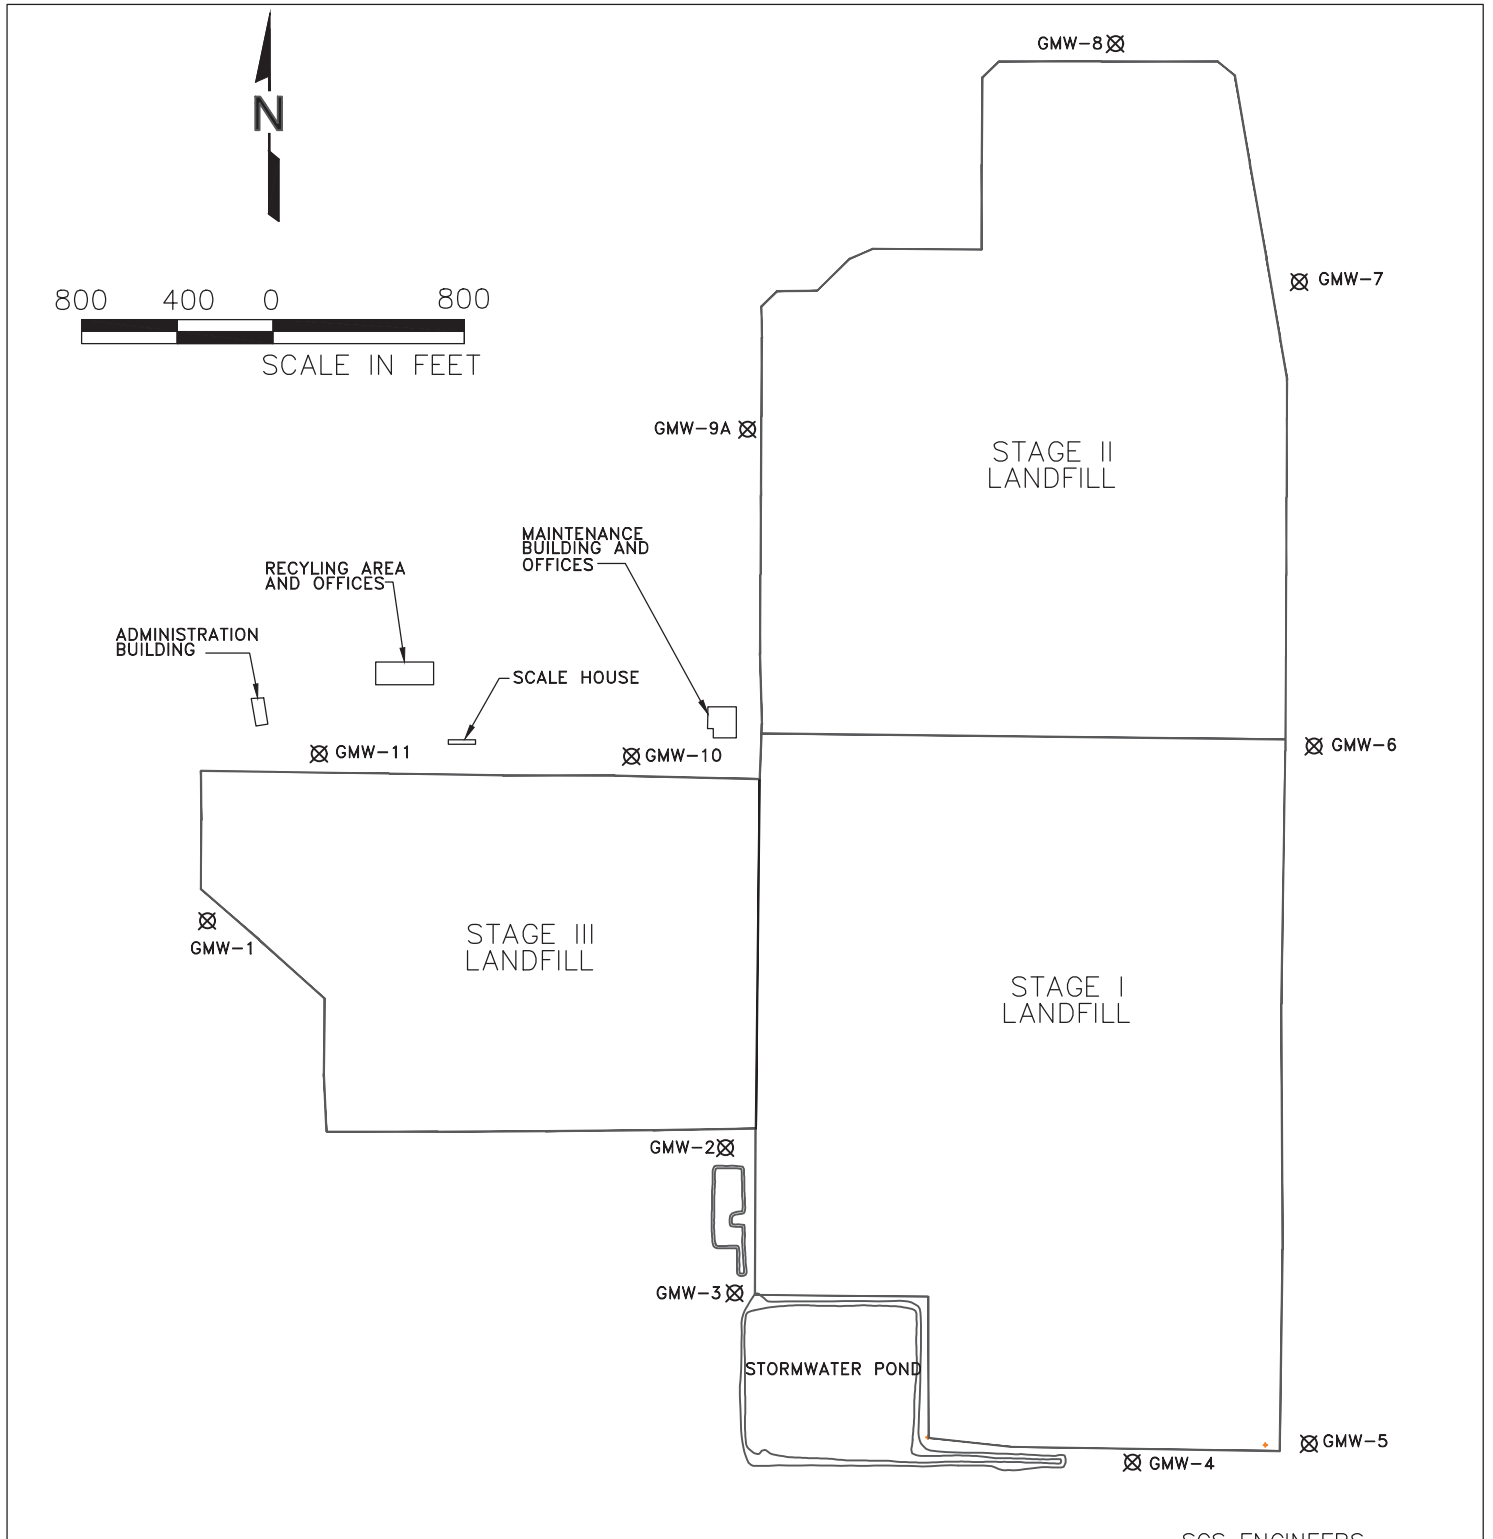 GMW-8
N
GMW-7
800 400 0 800
SCALE IN FEET
GMW-9A
STAGE II
LANDFILL
MAINTENANCE
BUILDING AND
OFFICES
RECYLING AREA
AND OFFICES
ADMINISTRATION
BUILDING
SCALE HOUSE
GMW-11
GMW-10
GMW-6
STAGE III
LANDFILL
GMW-1
STAGE I
LANDFILL
GMW-2
GMW-3
STORMWATER POND
GMW-5
GMW-4
SCS ENGINEERS